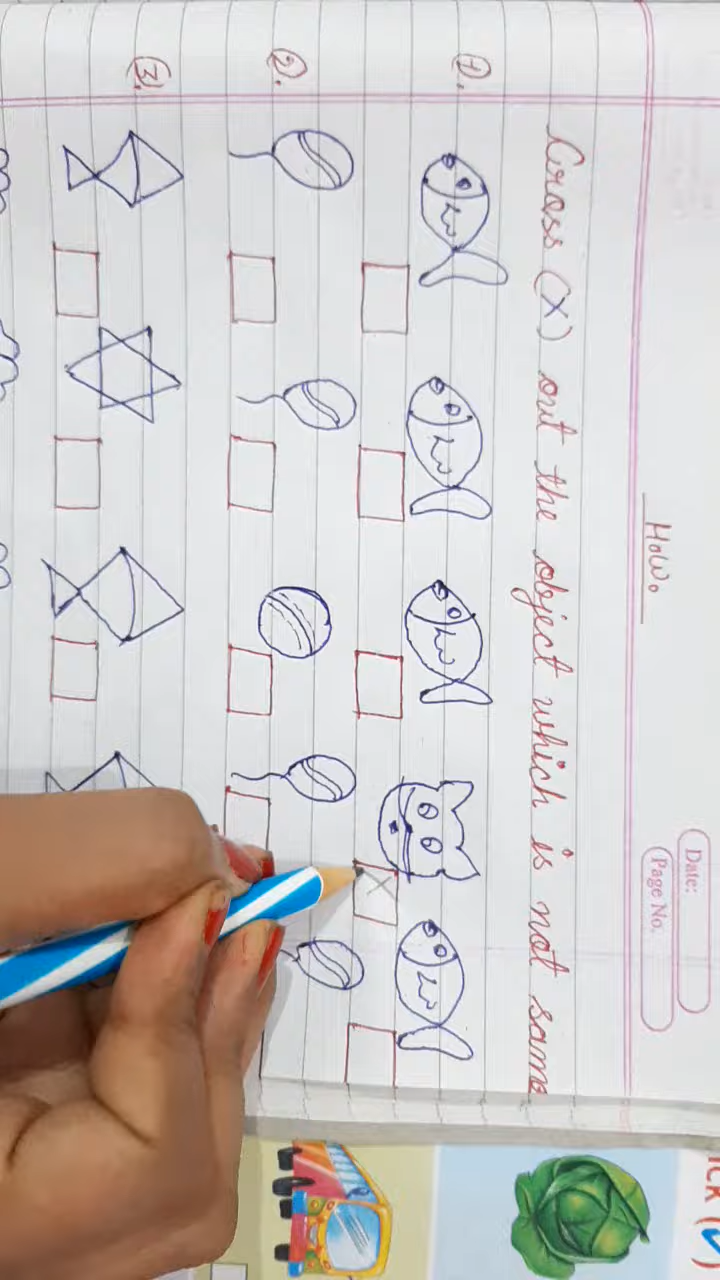 Date:
Page No.
H.W.
Cross (X) out the object which is not same
1.
2.
3.